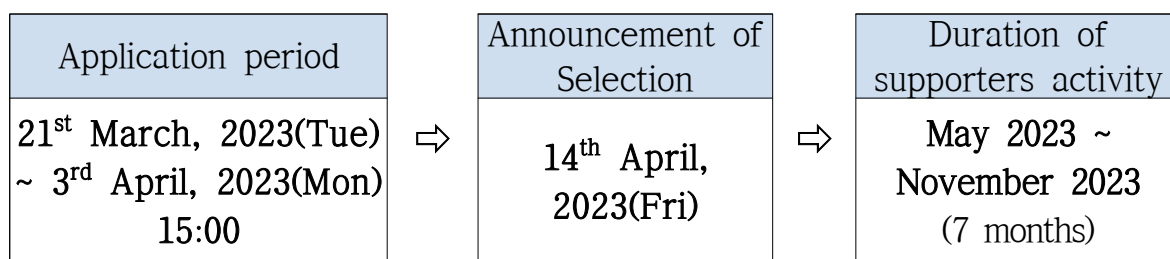 Application period
21st March, 2023(Tue)
~ 3rd April, 2023(Mon)
15:00
⇨
Announcement of
Selection
14th April,
2023(Fri)
⇨
Duration of
supporters activity
May 2023 ~
November 2023
(7 months)